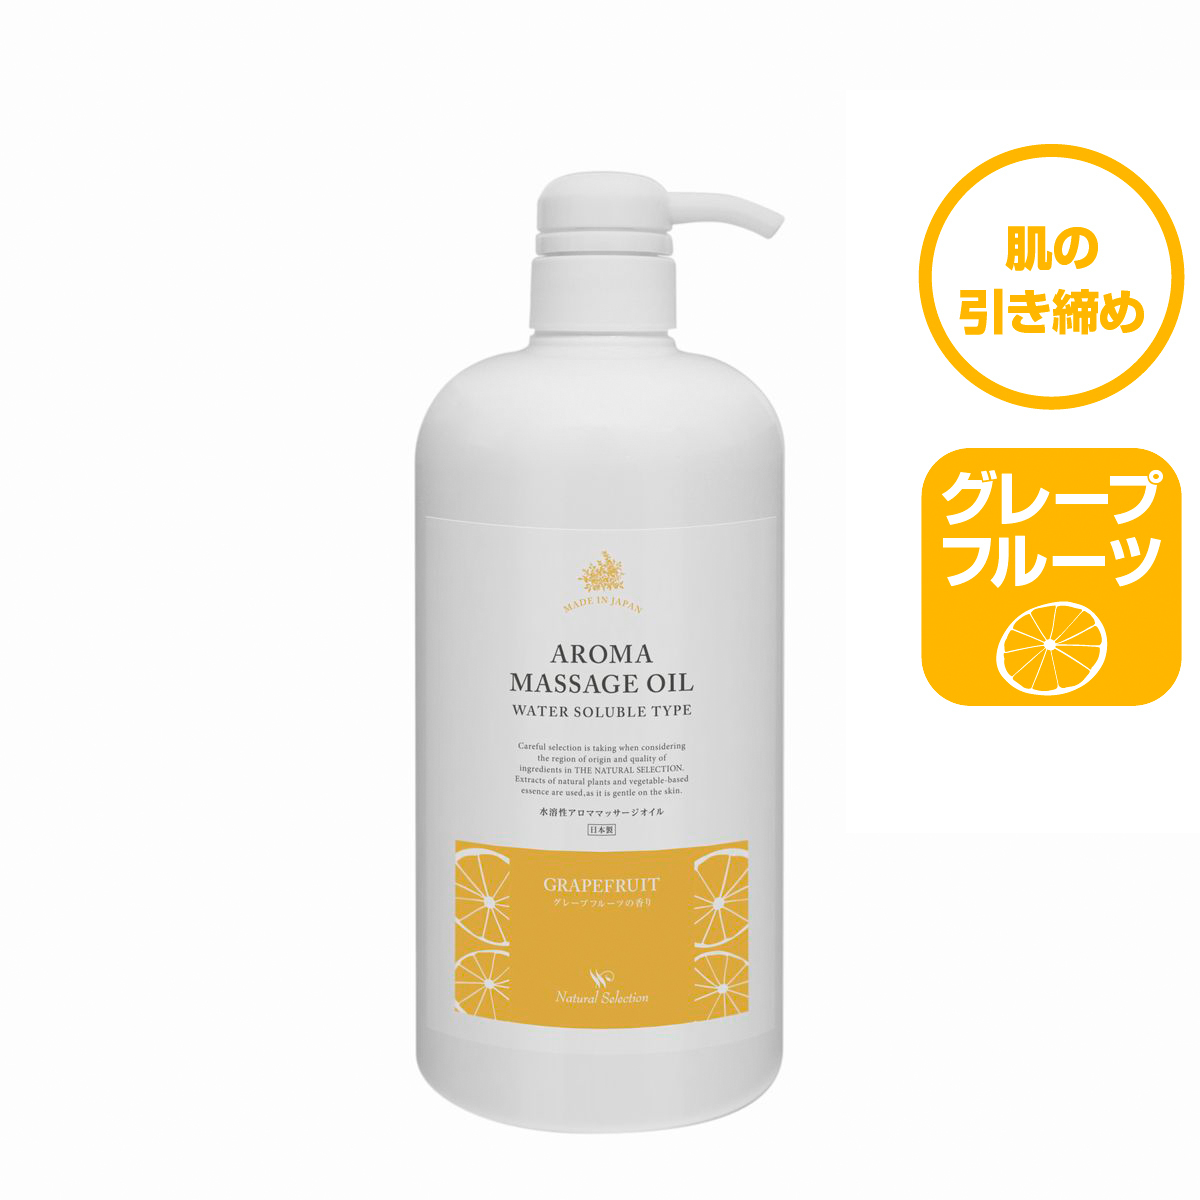 肌の
引き締め
グレープ
フルーツ
MADE IN JAPAN
AROMA
MASSAGE OIL
WATER SOLUBLE TYPE
Careful selection is taking when considering
the region of origin and quality of
ingredients in THE NATURAL SELECTION.
Extracts of natural plants and vegetable-based
essence are used,as it is gentle on the skin.
水溶性アロママッサージオイル
日本製
GRAPEFRUIT
グレープフルーツの香り
Natural Selection